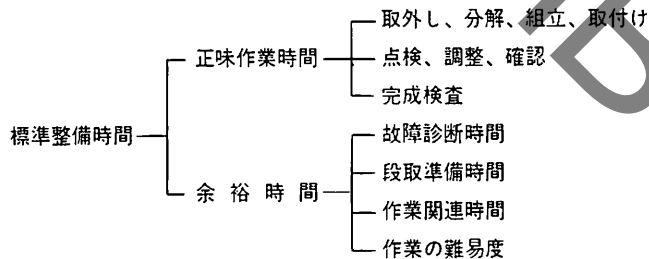 取外し、分解、組立、取付け
正味作業時間
点検、調整、確認
完成検査
標準整備時間
故障診断時間
段取準備時間
余裕時間
作業関連時間
作業の難易度